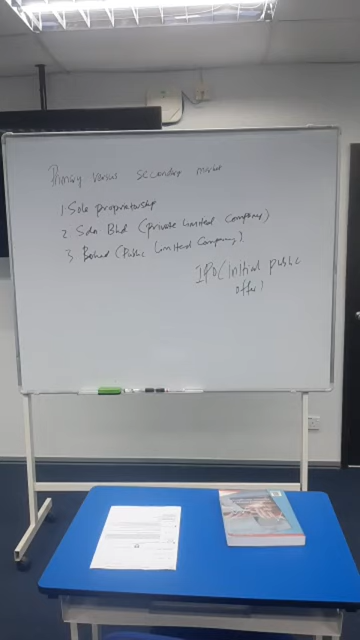 Primary versus secondary market
1 Sole proprietorship
2 Sdn Bhd (private limited company)
3 Berhad (Public Limited Company)
IPO (initial public
offer)